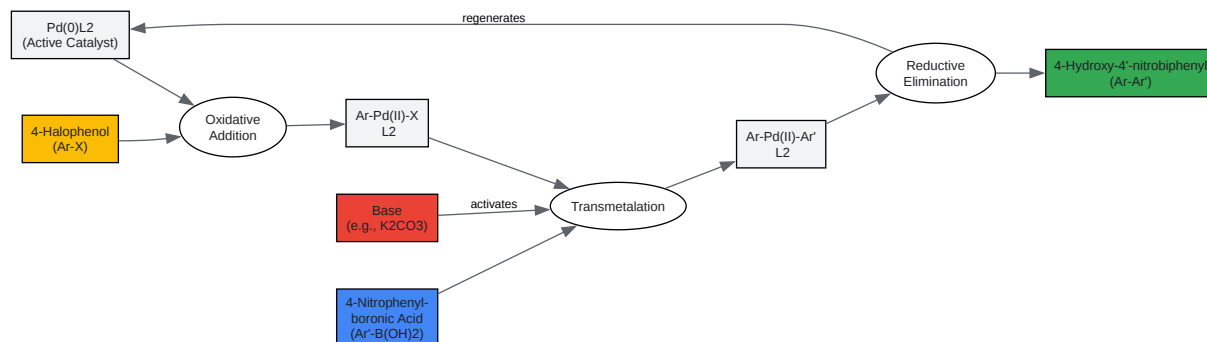 Pd(0)L2
(Active Catalyst)
regenerates
Reductive
Elimination
4-Hydroxy-4'-nitrobiphenyl
(Ar-Ar')
4-Halophenol
(Ar-X)
Oxidative
Addition
Ar-Pd(II)-X
L2
Ar-Pd(II)-Ar'
L2
Base
(e.g., K2CO3)
activates
Transmetalation
4-Nitrophenyl-
boronic Acid
(Ar'-B(OH)2)